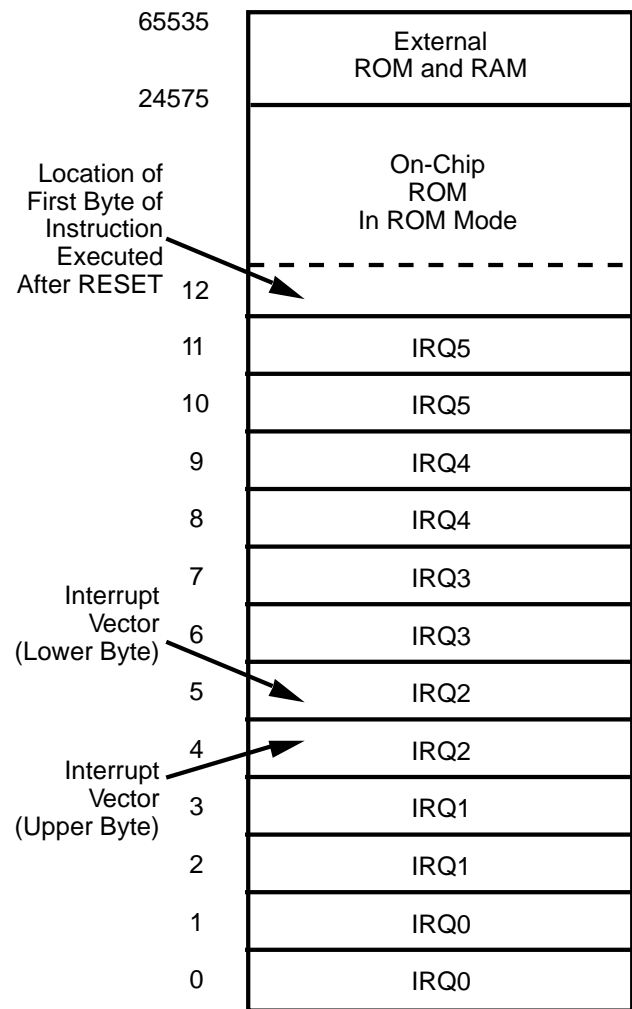 65535
External
ROM and RAM
24575
On-Chip
ROM
In ROM Mode
Location of
First Byte of
Instruction
Executed
After RESET
12
11
IRQ5
10
IRQ5
9
IRQ4
8
IRQ4
7
IRQ3
Interrupt
Vector
(Lower Byte)
6
IRQ3
5
IRQ2
4
IRQ2
Interrupt
Vector
(Upper Byte)
3
IRQ1
2
IRQ1
1
IRQ0
0
IRQ0